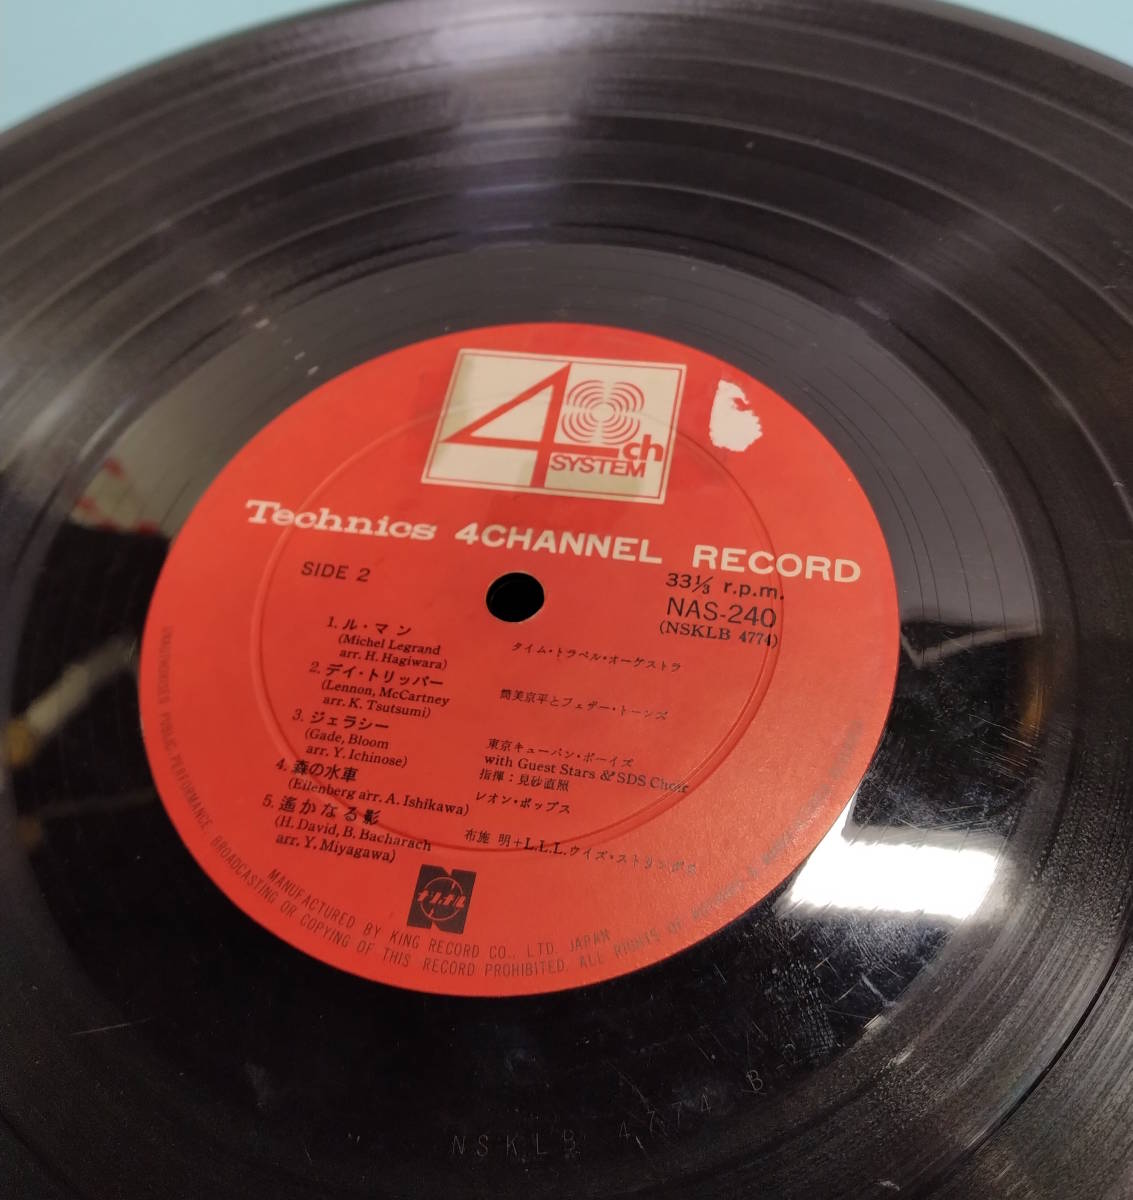 4ch
SYSTEM
Technics 4CHANNEL RECORD
SIDE 2
33⅓ r.p.m.
NAS-240
(NSKLB 4774)
1. ル・マン
(Michel Legrand
arr. H. Hagiwara)
タイム・トラベル・オーケストラ
2. デイ・トリッパー
(Lennon, McCartney
arr. K. Tsutsumi)
筒美京平とフェザー・トーンズ
3. ジェラシー
(Gade, Bloom
arr. Y. Ichinose)
東京キューバン・ボーイズ
with Guest Stars & SDS Choir
指揮：見砂直照
4. 森の水車
(Eilenberg arr. A. Ishikawa)
レオン・ポップス
5. 遥かなる影
(H. David, B. Bacharach
arr. Y. Miyagawa)
布施 明+L.L.L.ウイズ・ストリングス
ナショナル
MANUFACTURED BY KING RECORD CO., LTD. JAPAN. ALL RIGHTS OF
UNAUTHORIZED PUBLIC PERFORMANCE, BROADCASTING OR COPYING OF THIS RECORD PROHIBITED.
NSKLB 4774 B